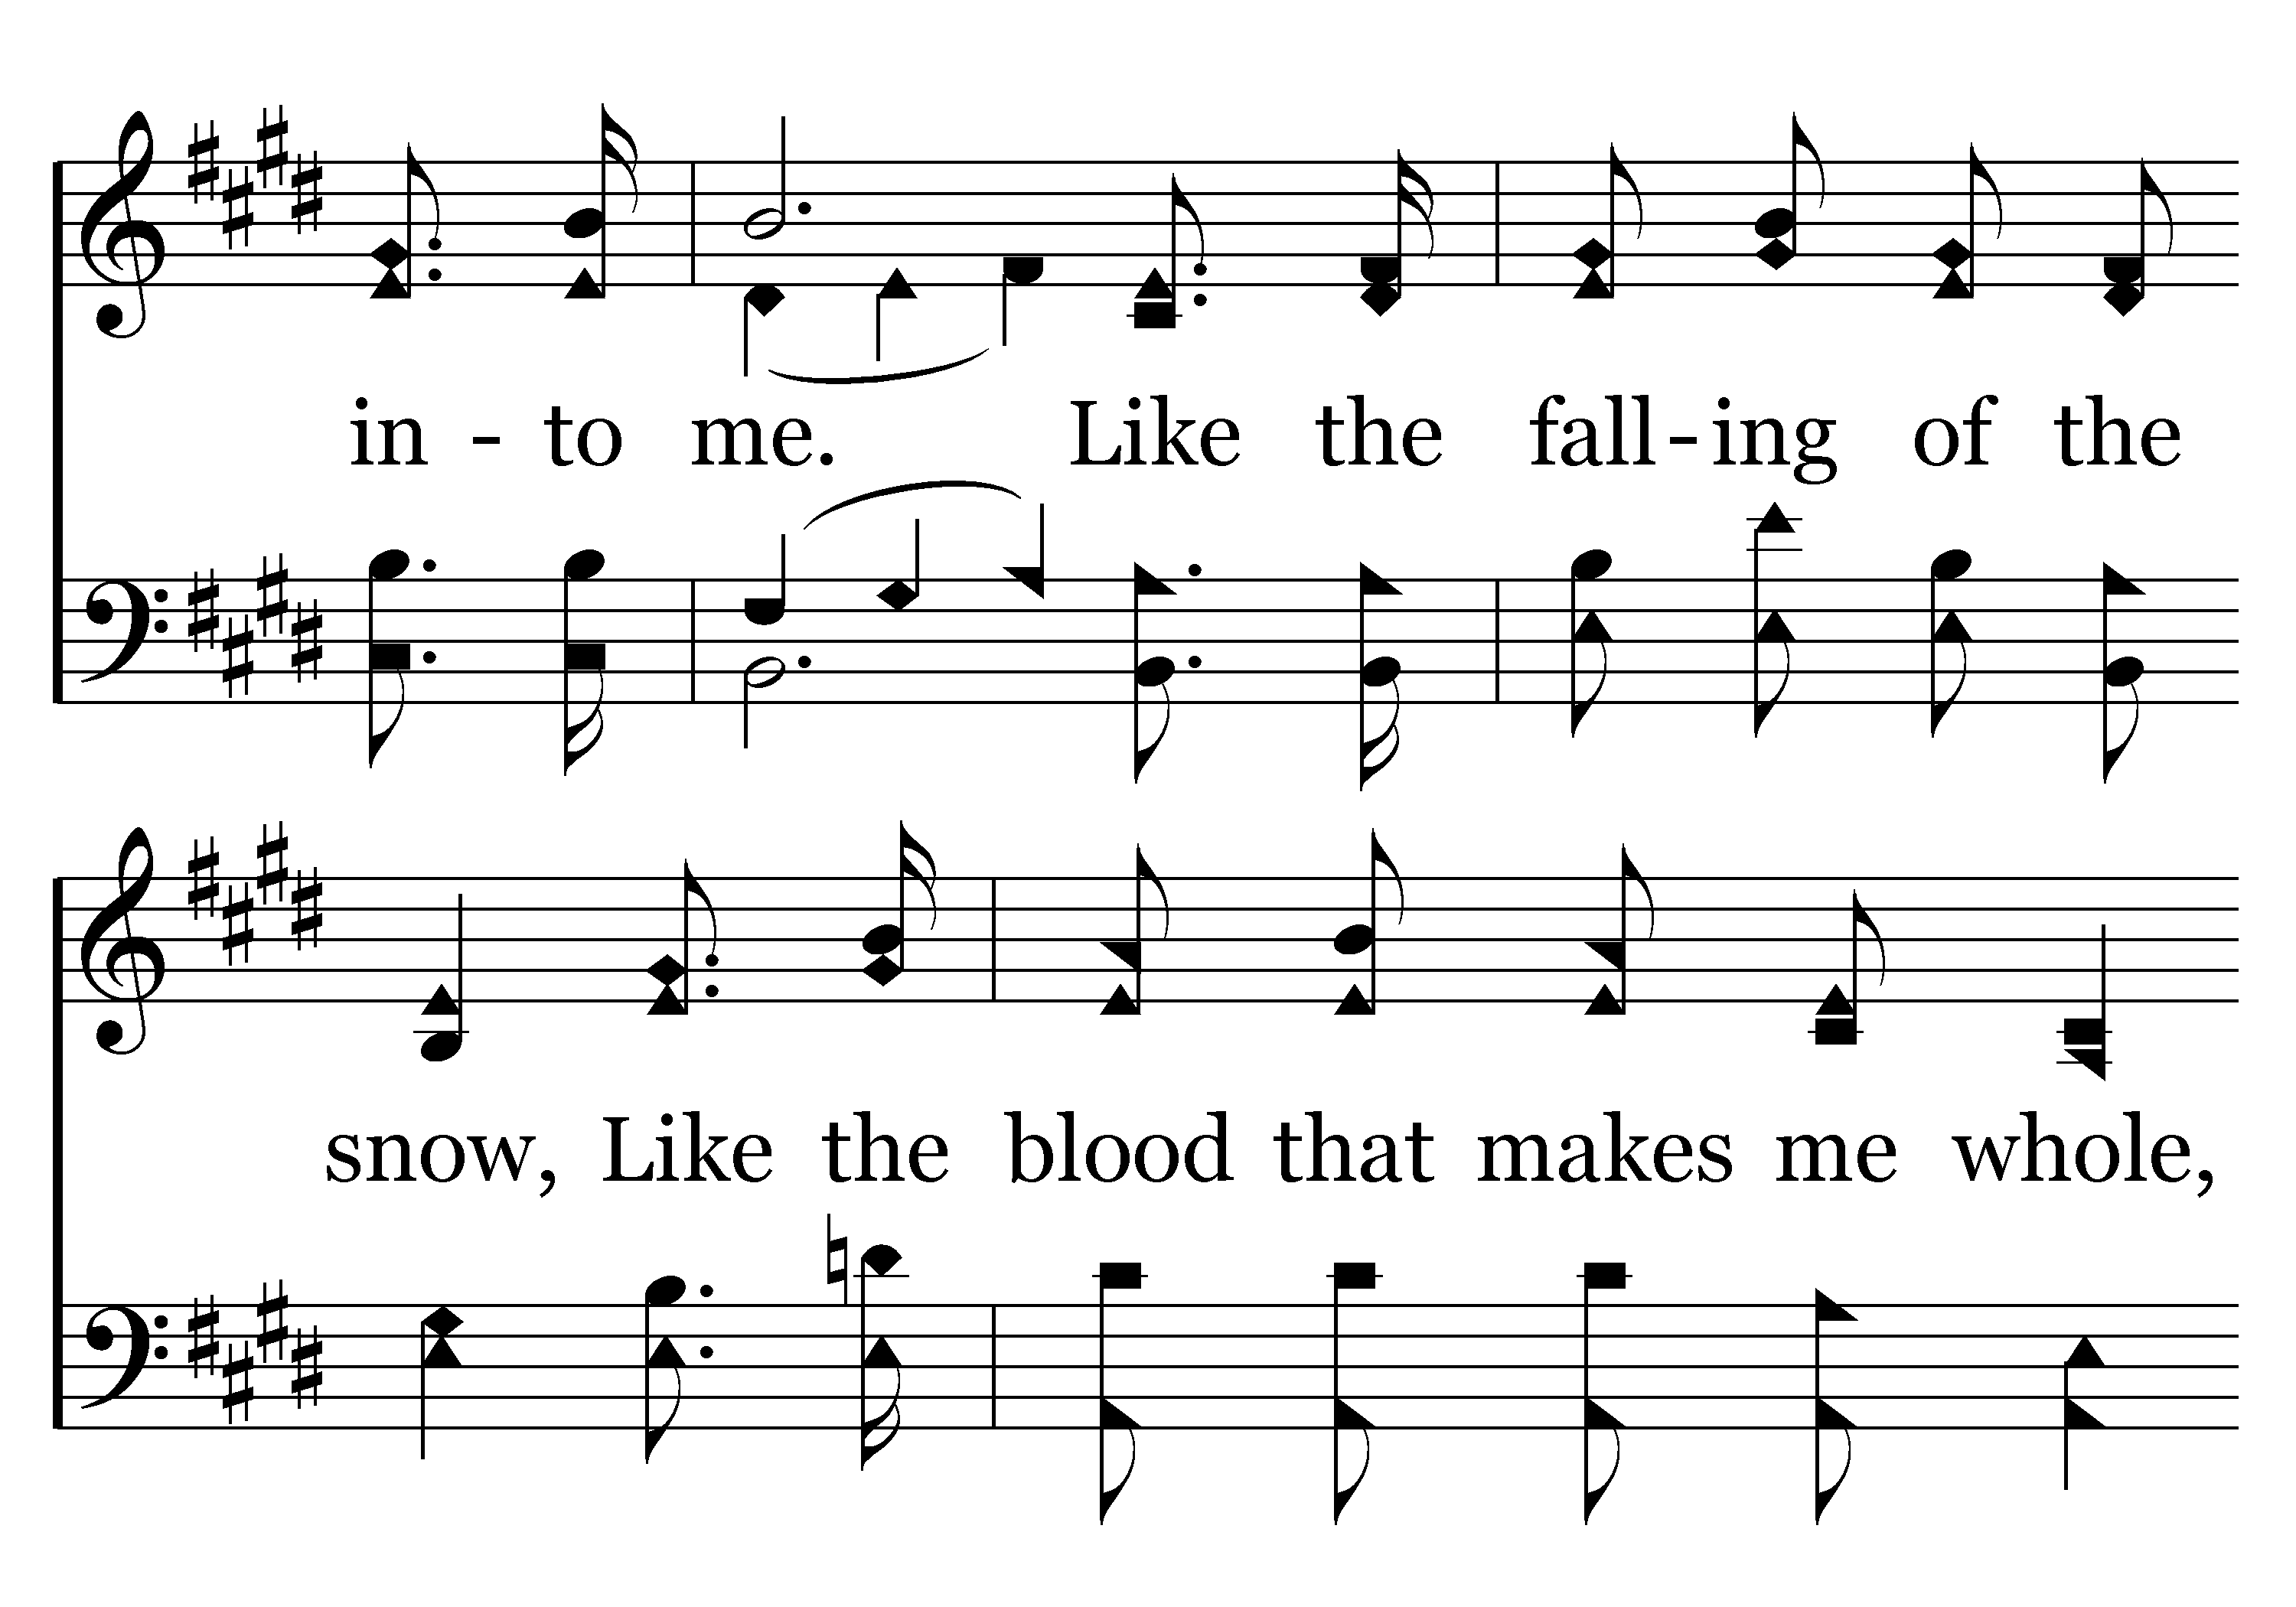 in - to me. Like the fall-ing of the
snow, Like the blood that makes me whole,